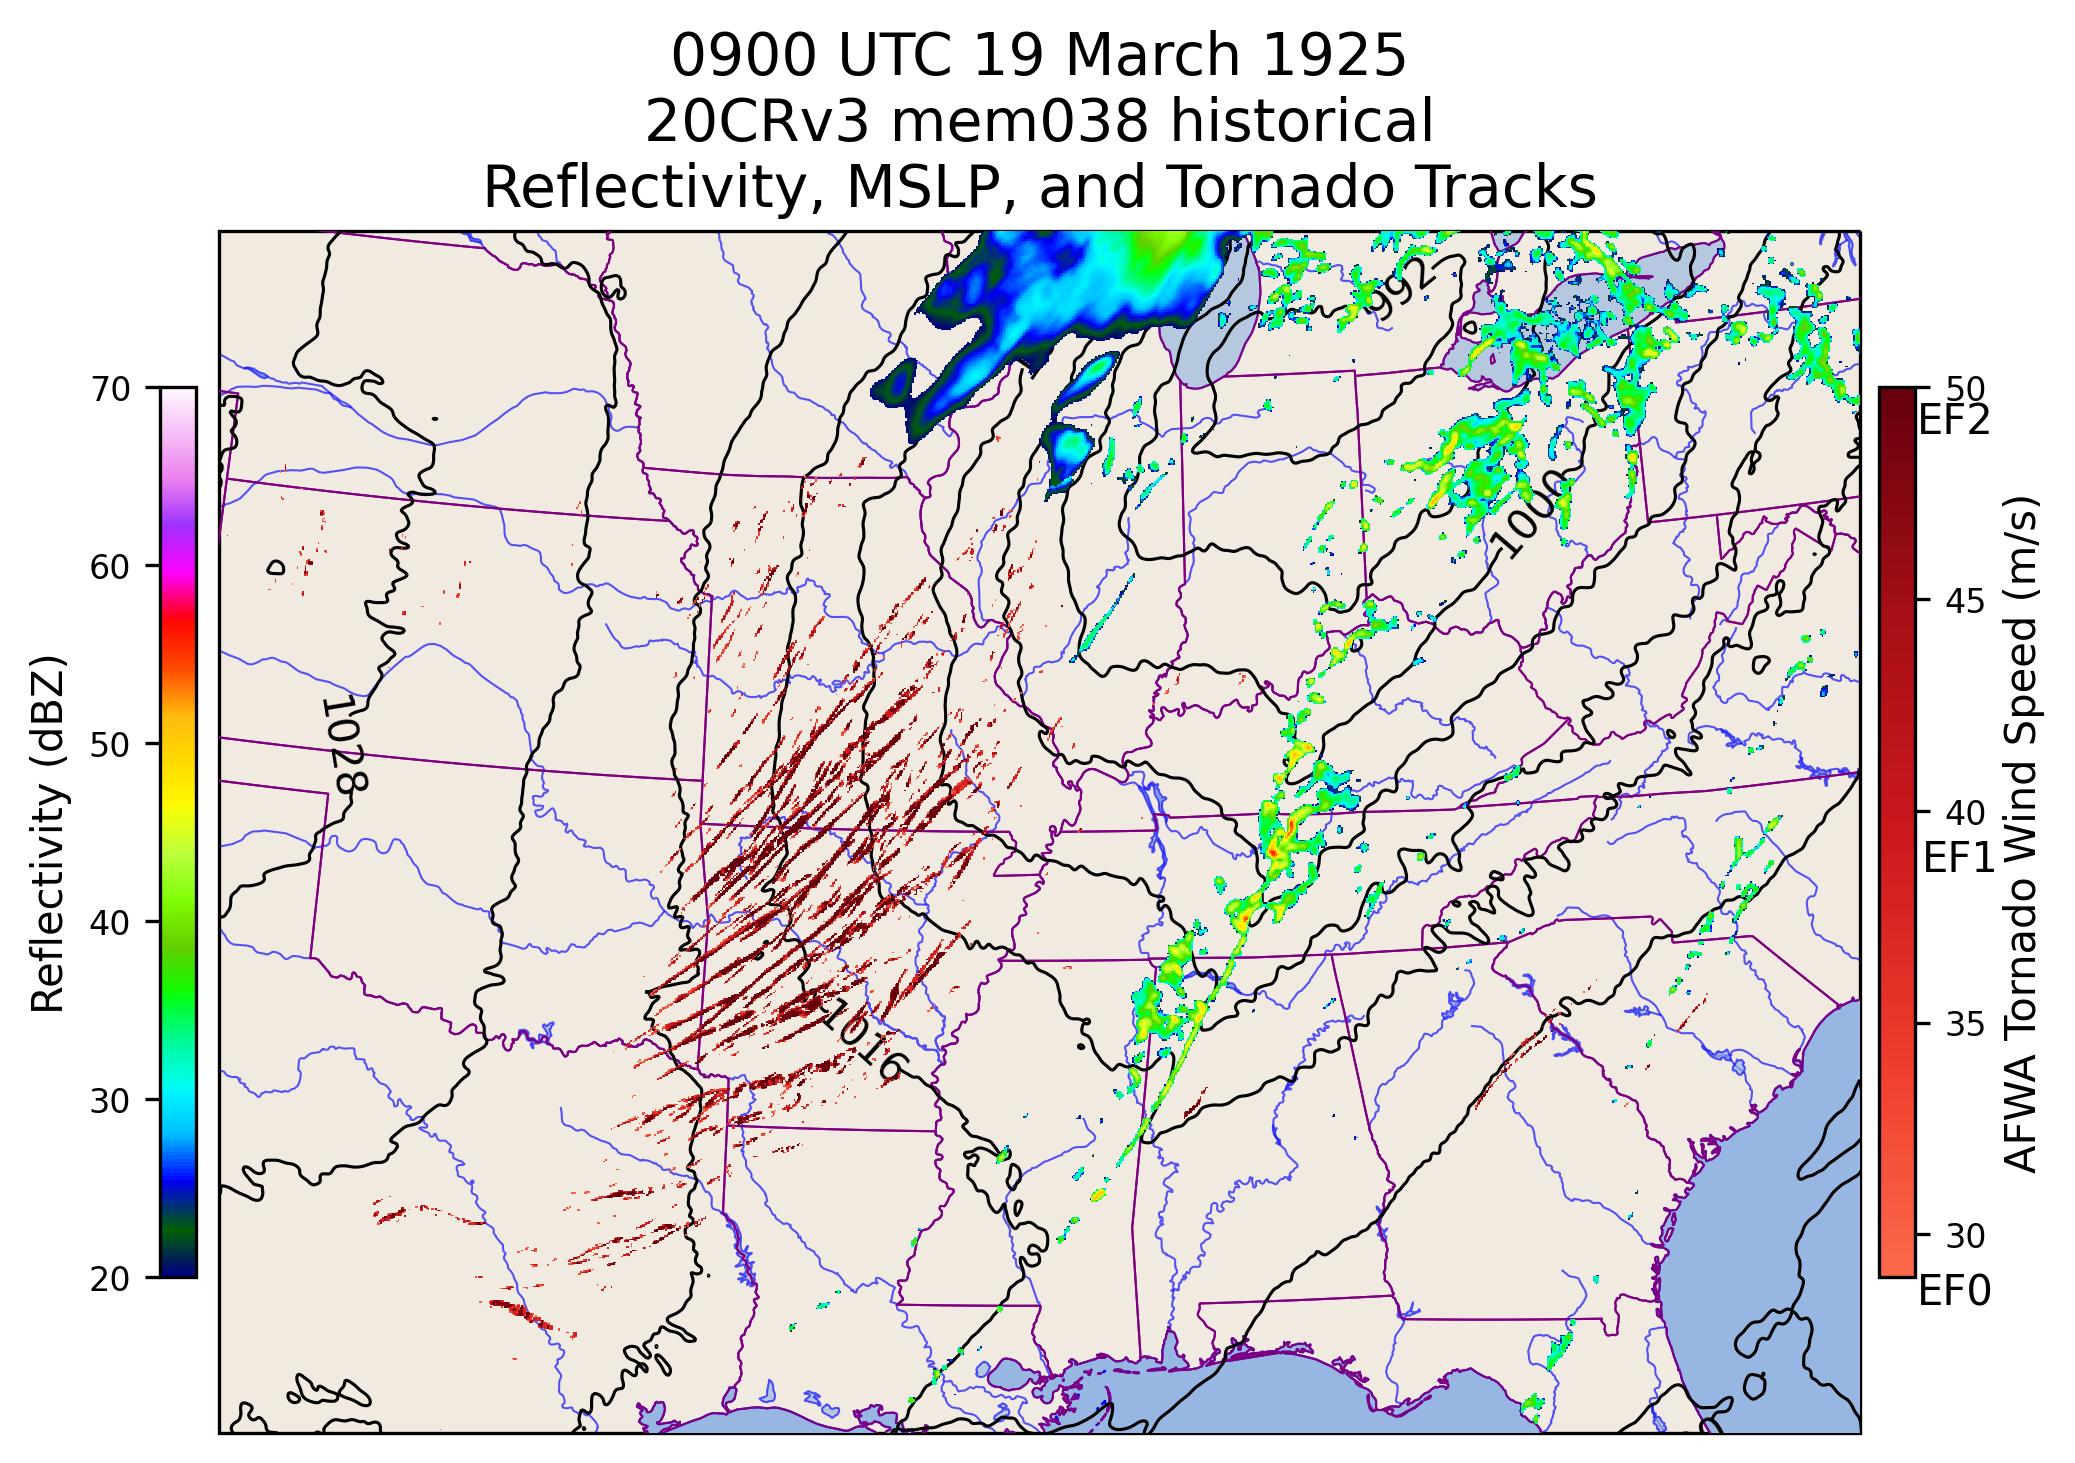 0900 UTC 19 March 1925
20CRv3 mem038 historical
Reflectivity, MSLP, and Tornado Tracks
Reflectivity (dBZ)
70
60
50
40
30
20
992
1000
1028
1016
50
EF2
45
40
EF1
35
30
EF0
AFWA Tornado Wind Speed (m/s)